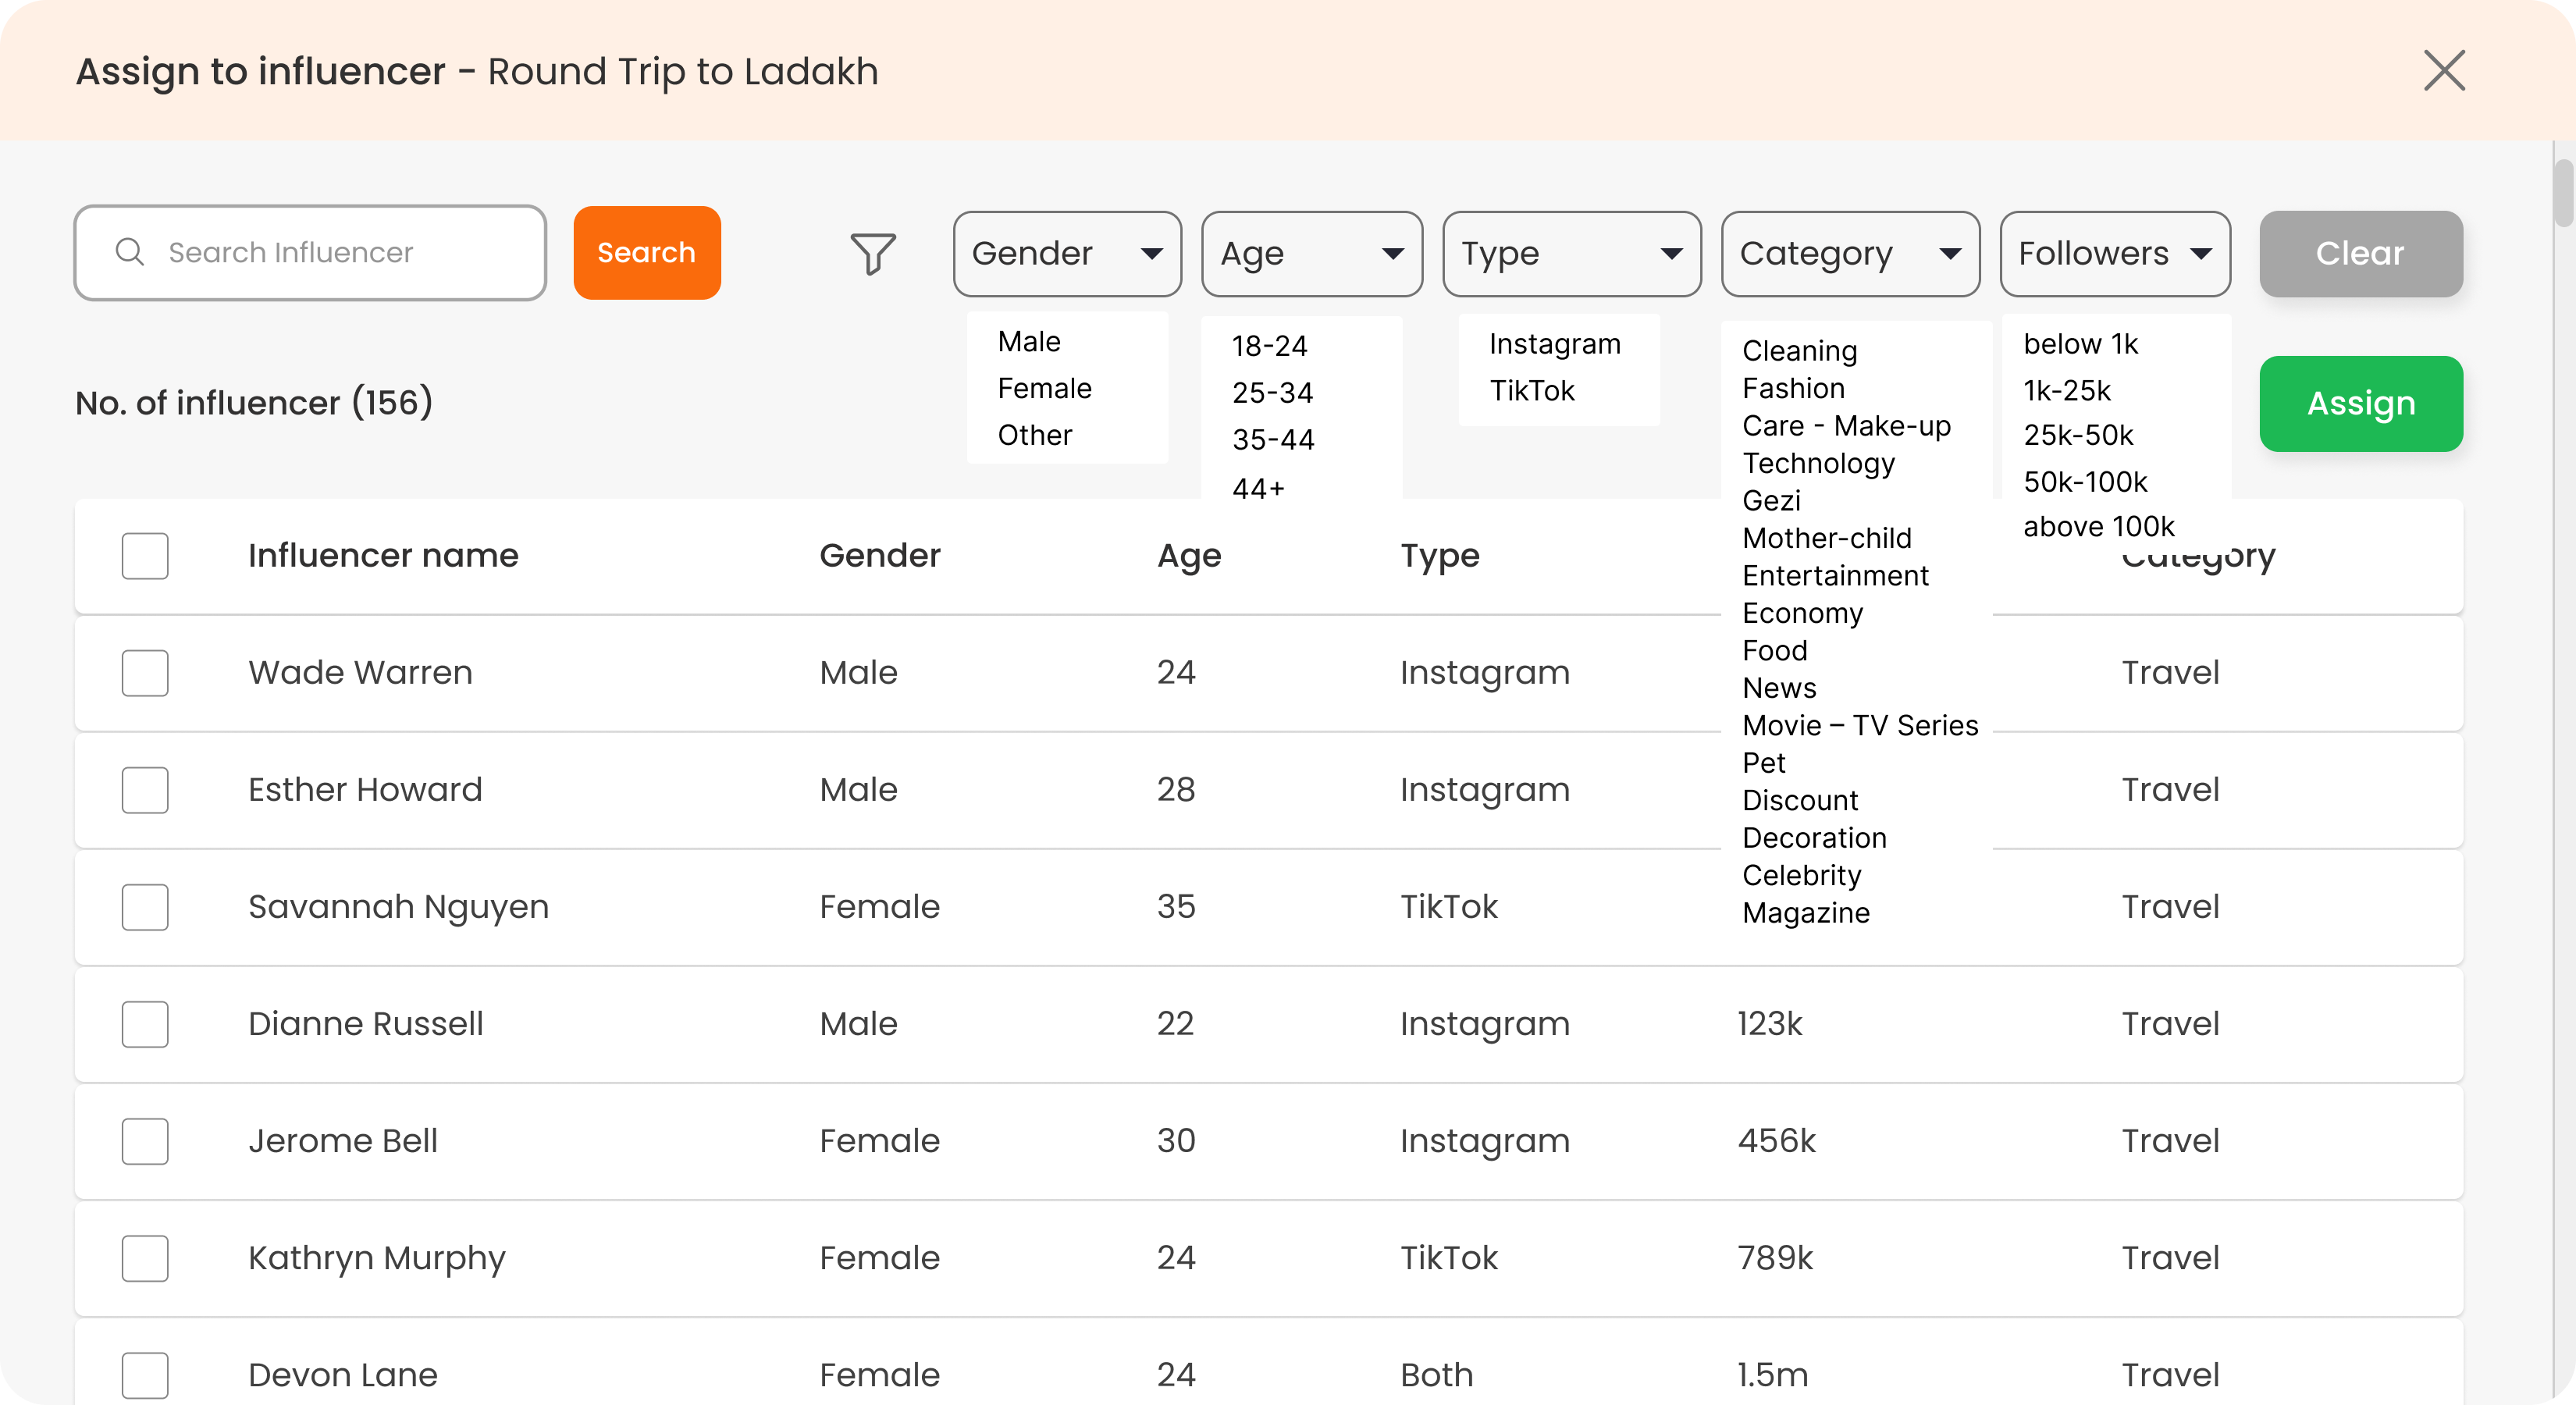 Assign to influencer - Round Trip to Ladakh
Search Influencer
Search
Gender
Age
Type
Category
Followers
Clear
Male
Female
Other
18-24
25-34
35-44
44+
Instagram
TikTok
Cleaning
Fashion
Care - Make-up
Technology
Gezi
Mother-child
Entertainment
Economy
Food
News
Movie – TV Series
Pet
Discount
Decoration
Celebrity
Magazine
below 1k
1k-25k
25k-50k
50k-100k
above 100k
No. of influencer (156)
Assign
Influencer name Gender Age Type Category
Wade Warren Male 24 Instagram Travel
Esther Howard Male 28 Instagram Travel
Savannah Nguyen Female 35 TikTok Travel
Dianne Russell Male 22 Instagram 123k Travel
Jerome Bell Female 30 Instagram 456k Travel
Kathryn Murphy Female 24 TikTok 789k Travel
Devon Lane Female 24 Both 1.5m Travel